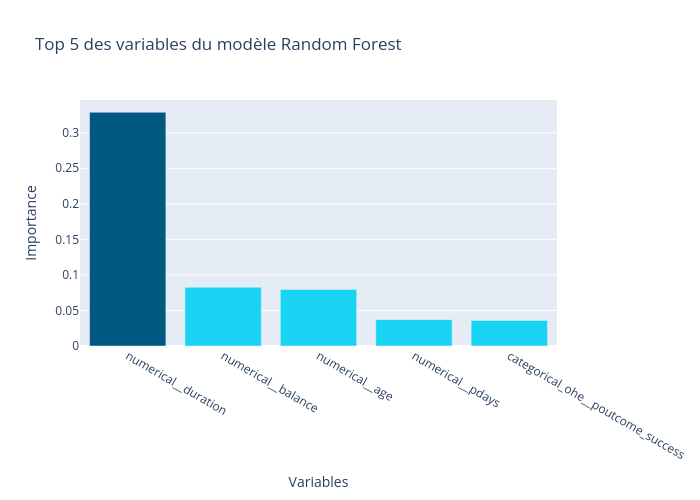 Top 5 des variables du modèle Random Forest
Importance
0.3
0.25
0.2
0.15
0.1
0.05
0
numerical__duration
numerical__balance
numerical__age
numerical__pdays
categorical_ohe__poutcome_success
Variables